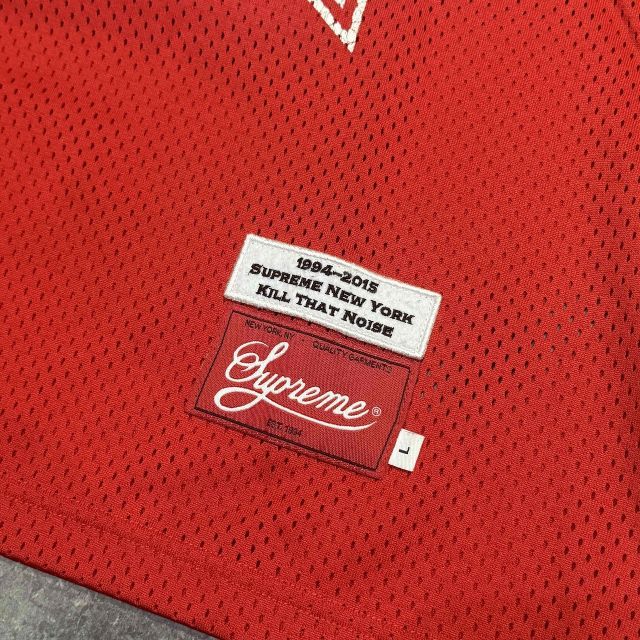 1994–2015
SUPREME NEW YORK
KILL THAT NOISE
NEW YORK, NY · QUALITY GARMENTS
Supreme®
EST. 1994
L